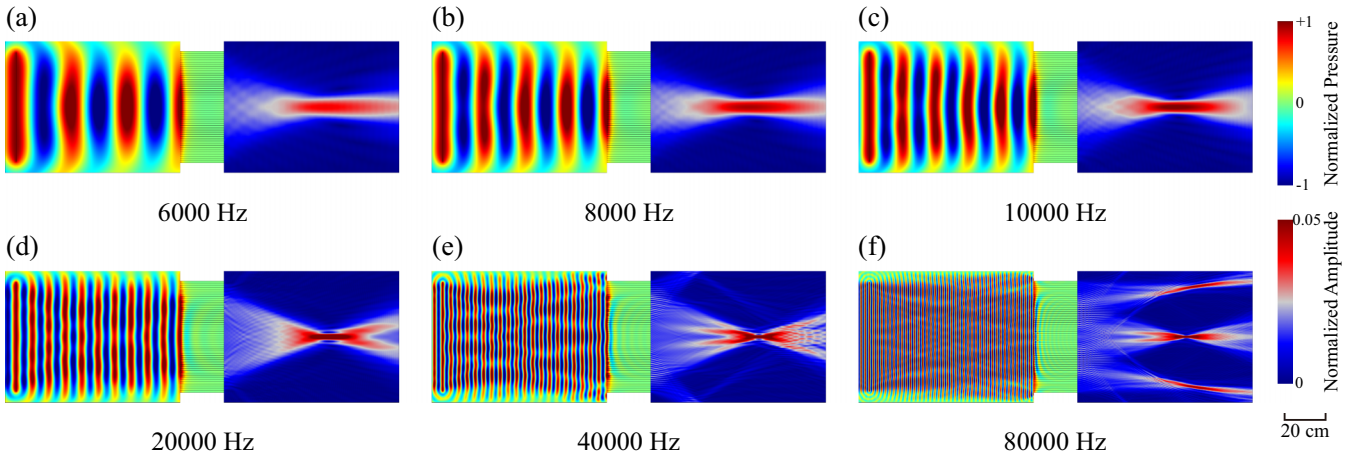 (a)
(b)
(c)
+1
0
-1
Normalized Pressure
6000 Hz
8000 Hz
10000 Hz
(d)
(e)
(f)
0.05
0
Normalized Amplitude
20 cm
20000 Hz
40000 Hz
80000 Hz